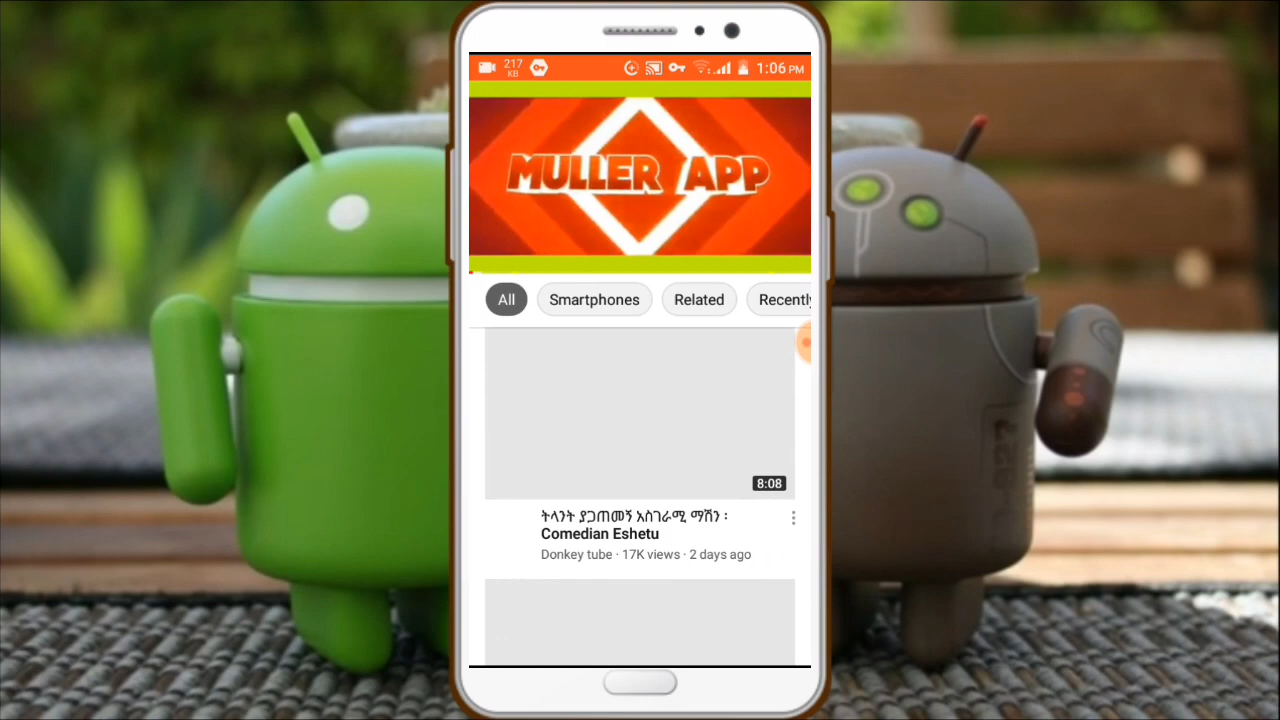 217
KB
1:06 PM
MULLER APP
All
Smartphones
Related
Recently
8:08
ትላንት ያጋጠመኝ አስገራሚ ማሽን ፡
Comedian Eshetu
Donkey tube · 17K views · 2 days ago